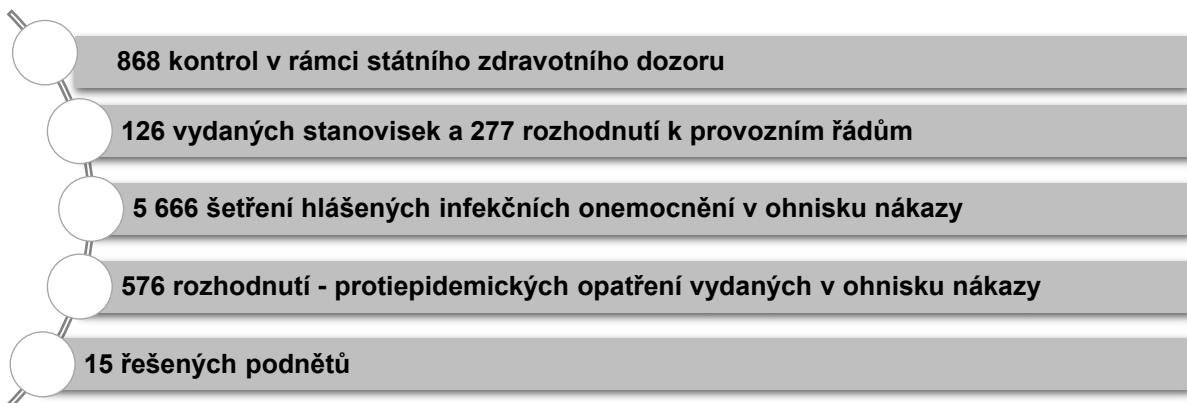 868 kontrol v rámci státního zdravotního dozoru
126 vydaných stanovisek a 277 rozhodnutí k provozním řádům
5 666 šetření hlášených infekčních onemocnění v ohnisku nákazy
576 rozhodnutí - protiepidemických opatření vydaných v ohnisku nákazy
15 řešených podnětů